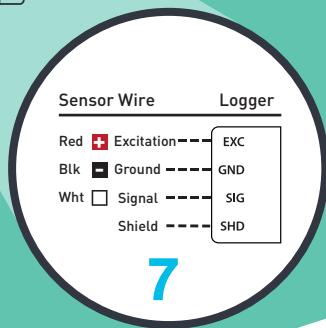 Sensor Wire Logger
Red + Excitation EXC
Blk - Ground GND
Wht Signal SIG
Shield SHD
7